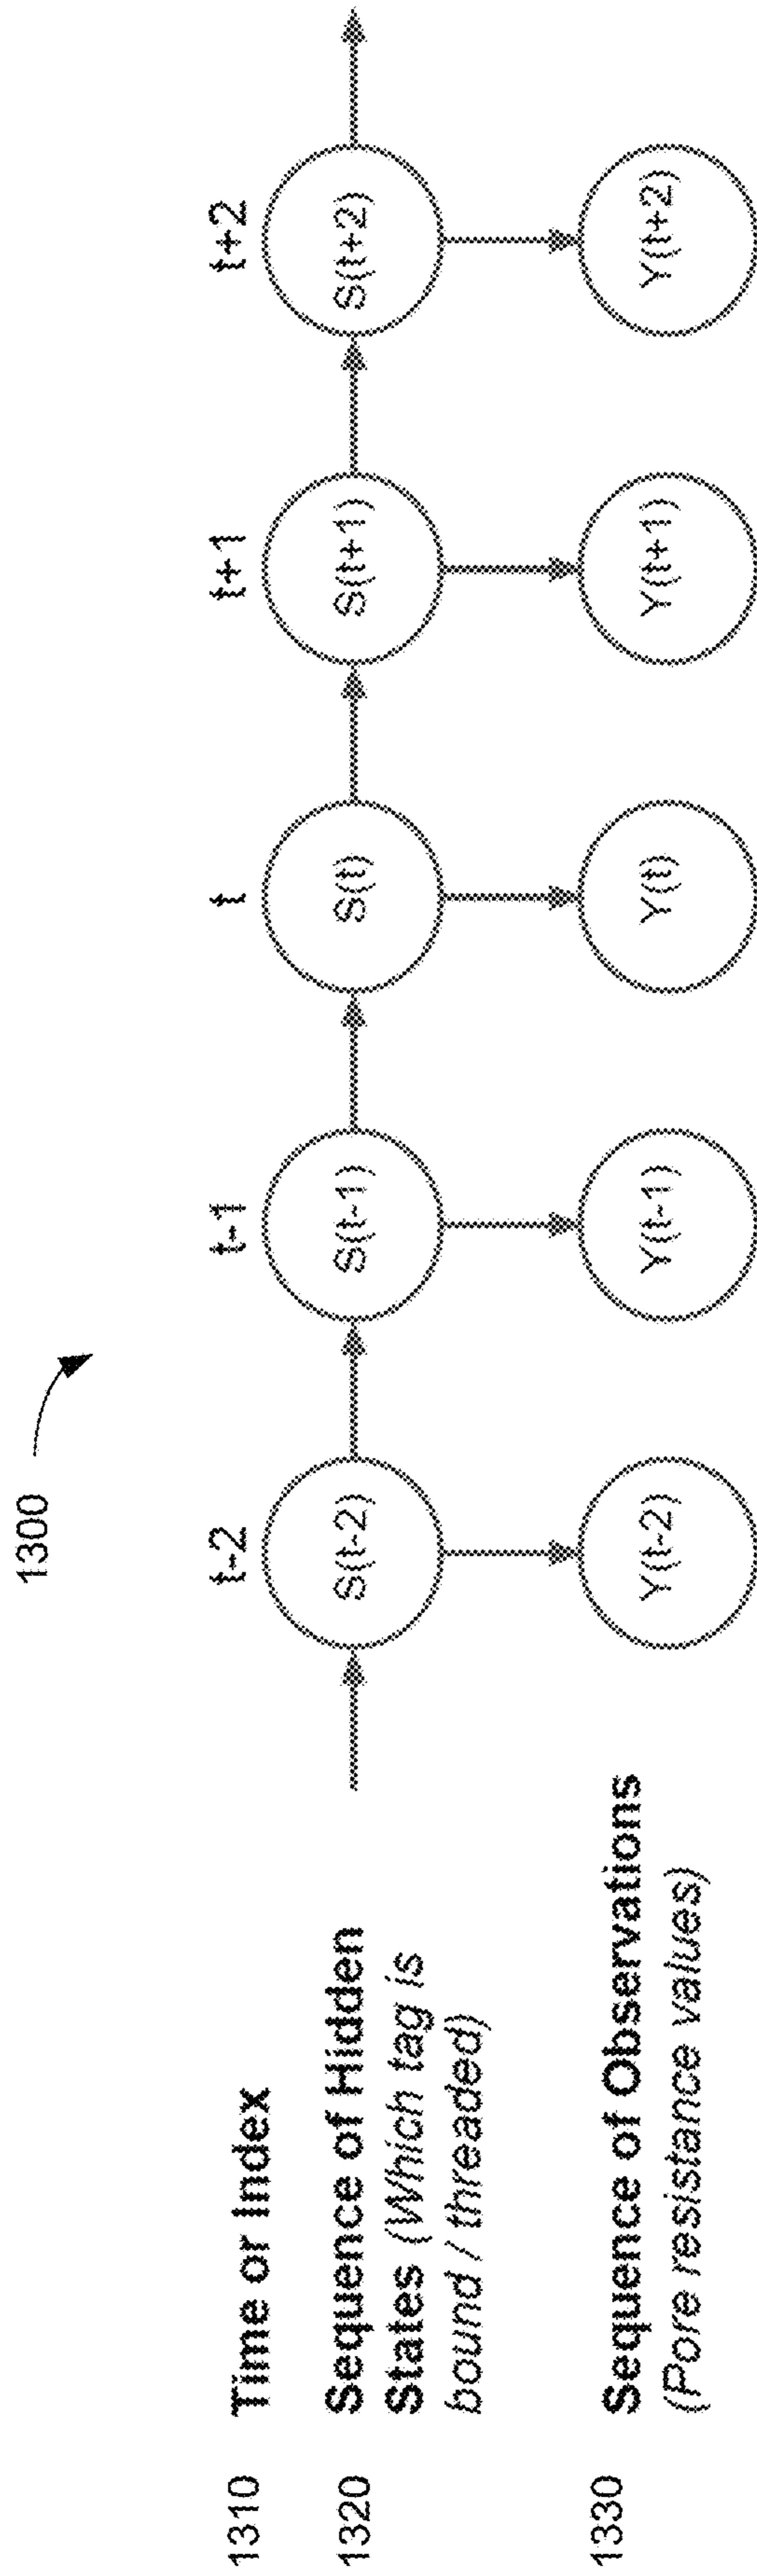 1300
1310 Time or Index t-2 t-1 t t+1 t+2
1320 Sequence of Hidden
States (Which tag is
bound / threaded)
S(t-2) S(t-1) S(t) S(t+1) S(t+2)
1330 Sequence of Observations
(Pore resistance values)
Y(t-2) Y(t-1) Y(t) Y(t+1) Y(t+2)